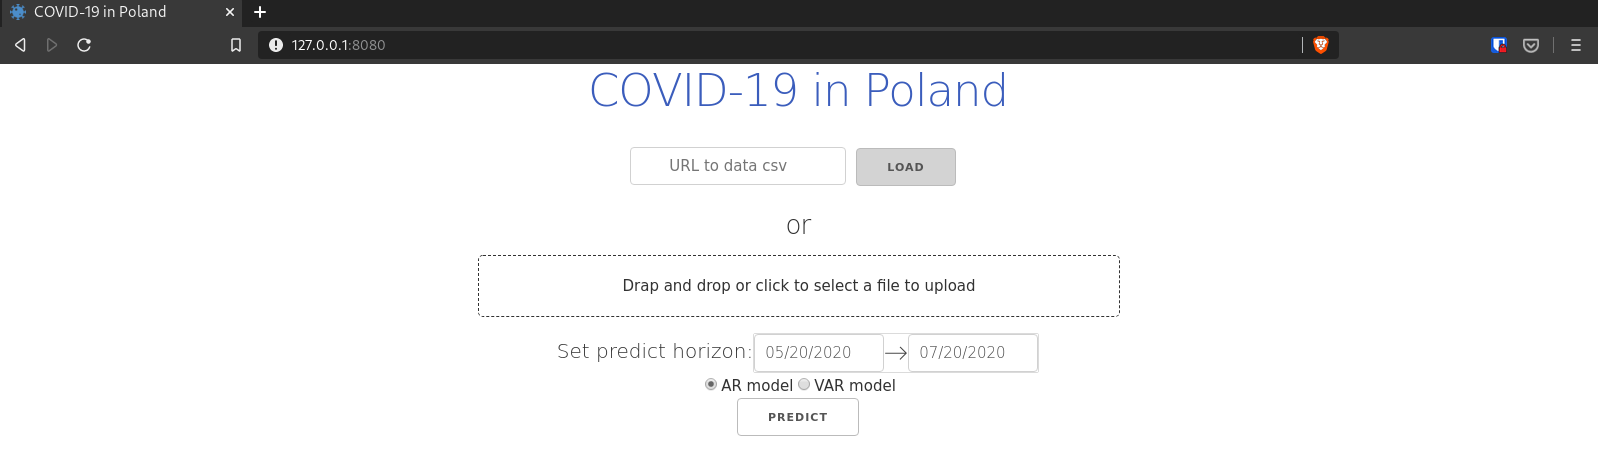 COVID-19 in Poland
127.0.0.1:8080
COVID-19 in Poland
URL to data csv LOAD
or
Drap and drop or click to select a file to upload
Set predict horizon: 05/20/2020 → 07/20/2020
AR model VAR model
PREDICT